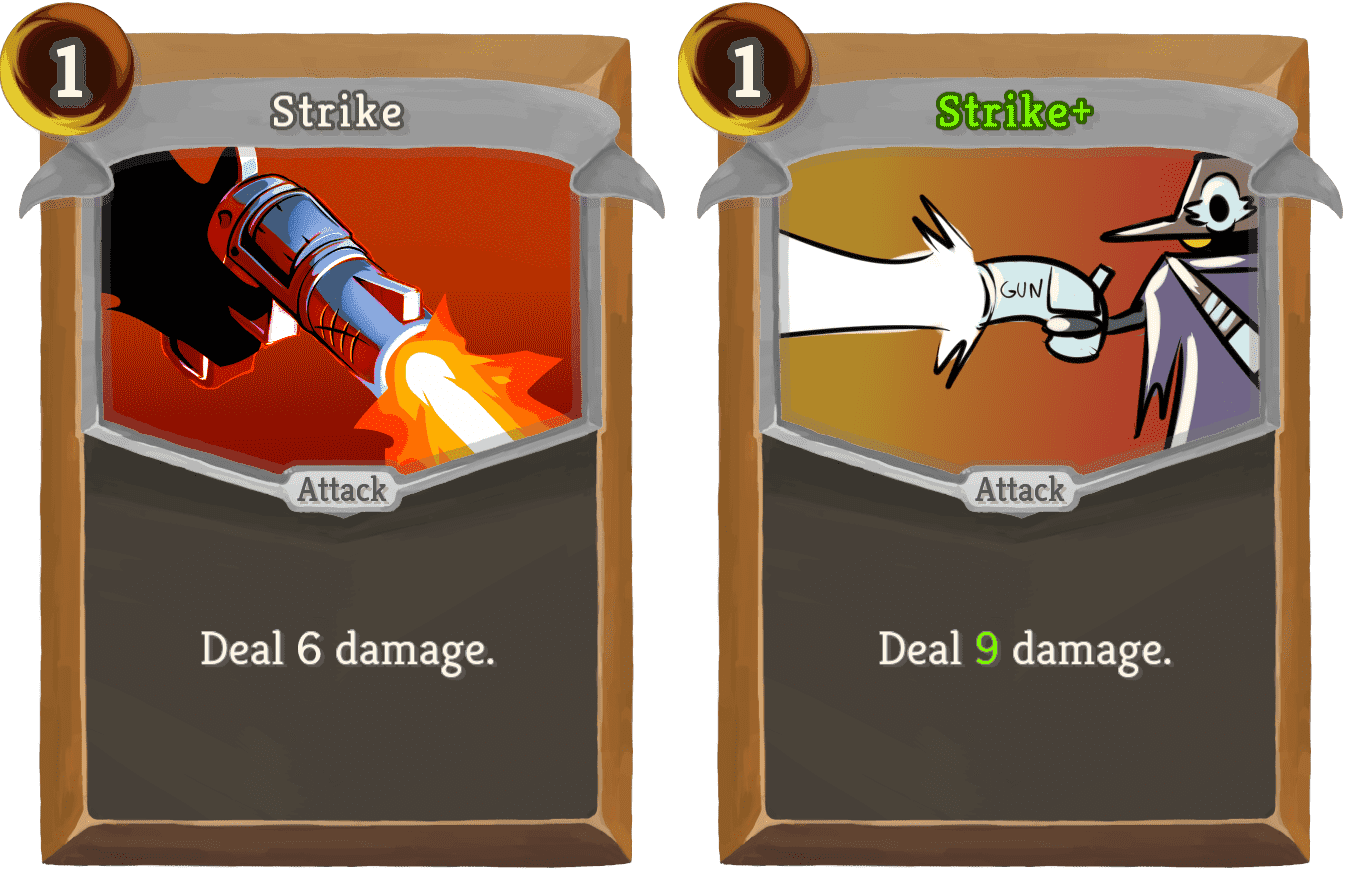 1
Strike
Attack
Deal 6 damage.
1
Strike+
GUN
Attack
Deal 9 damage.